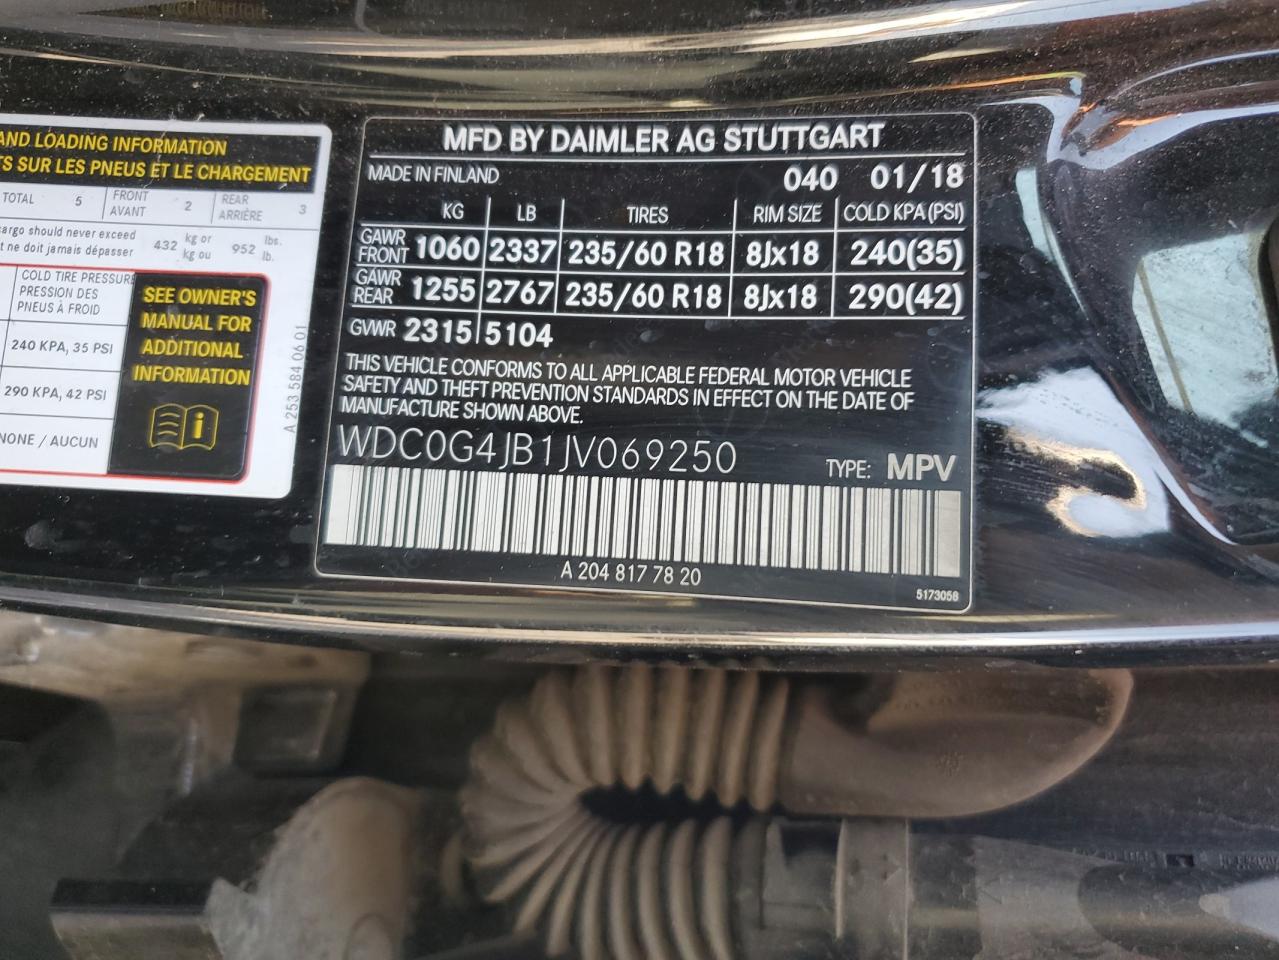 AND LOADING INFORMATION
TS SUR LES PNEUS ET LE CHARGEMENT
TOTAL 5 FRONT AVANT 2 REAR ARRIÈRE 3
cargo should never exceed
nt ne doit jamais dépasser
432 kg or kg ou 952 lbs. lb.
COLD TIRE PRESSURE
PRESSION DES
PNEUS À FROID
240 KPA, 35 PSI
290 KPA, 42 PSI
NONE / AUCUN
SEE OWNER'S
MANUAL FOR
ADDITIONAL
INFORMATION
A 253 584 06 01
MFD BY DAIMLER AG STUTTGART
MADE IN FINLAND 040 01/18
KG LB TIRES RIM SIZE COLD KPA(PSI)
GAWR FRONT 1060 2337 235/60 R18 8Jx18 240(35)
GAWR REAR 1255 2767 235/60 R18 8Jx18 290(42)
GVWR 2315 5104
THIS VEHICLE CONFORMS TO ALL APPLICABLE FEDERAL MOTOR VEHICLE
SAFETY AND THEFT PREVENTION STANDARDS IN EFFECT ON THE DATE OF
MANUFACTURE SHOWN ABOVE.
WDC0G4JB1JV069250 TYPE: MPV
A 204 817 78 20
5173058